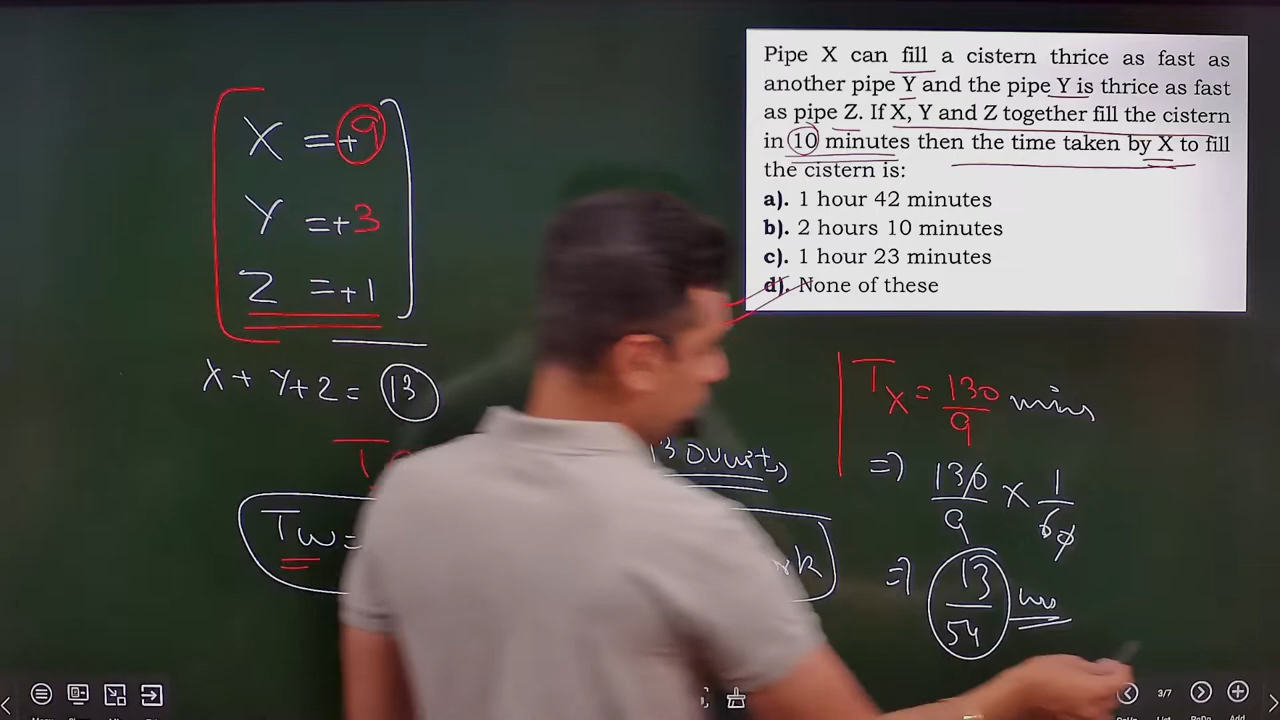 Pipe X can fill a cistern thrice as fast as
another pipe Y and the pipe Y is thrice as fast
as pipe Z. If X, Y and Z together fill the cistern
in 10 minutes then the time taken by X to fill
the cistern is:
a). 1 hour 42 minutes
b). 2 hours 10 minutes
c). 1 hour 23 minutes
d). None of these
X = +9
Y = +3
Z = +1
X + Y + Z = 13
130 units
Tw =
Tx = 130/9 mins
=> 130/9 x 1/60
=> 13/54 hrs
3/7